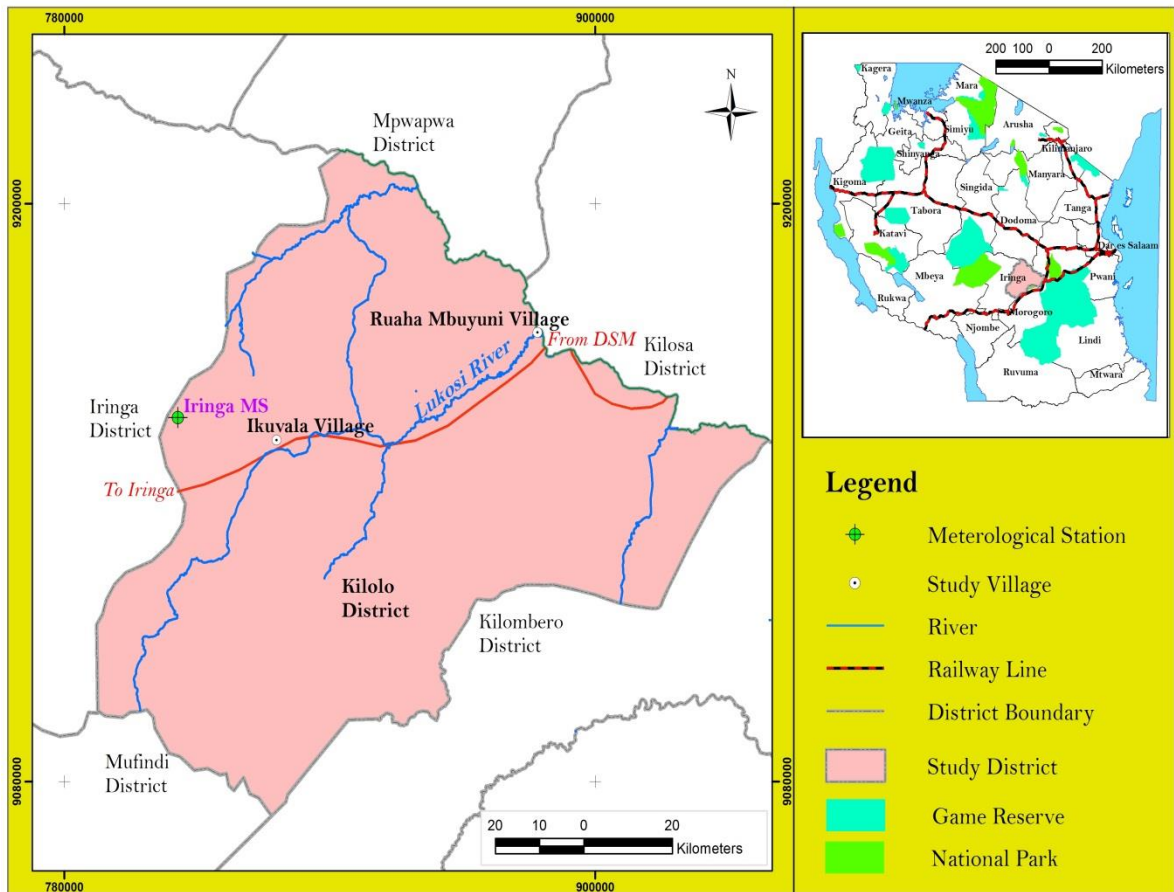 780000
900000
9200000
9200000
9080000
9080000
780000
900000
N
Mpwapwa
District
Ruaha Mbuyuni Village
From DSM
Kilosa
District
Lukosi River
Iringa
District
Iringa MS
Ikuvala Village
To Iringa
Kilolo
District
Kilombero
District
Mufindi
District
20 10 0 20
Kilometers
200 100 0 200
Kilometers
Kagera
Mara
Mwanza
Geita
Simiyu
Arusha
Shinyanga
Kilimanjaro
Kigoma
Singida
Manyara
Tabora
Tanga
Dodoma
Katavi
Dar es Salaam
Mbeya
Iringa
Pwani
Rukwa
Morogoro
Njombe
Lindi
Ruvuma
Mtwara
Legend
Meterological Station
Study Village
River
Railway Line
District Boundary
Study District
Game Reserve
National Park